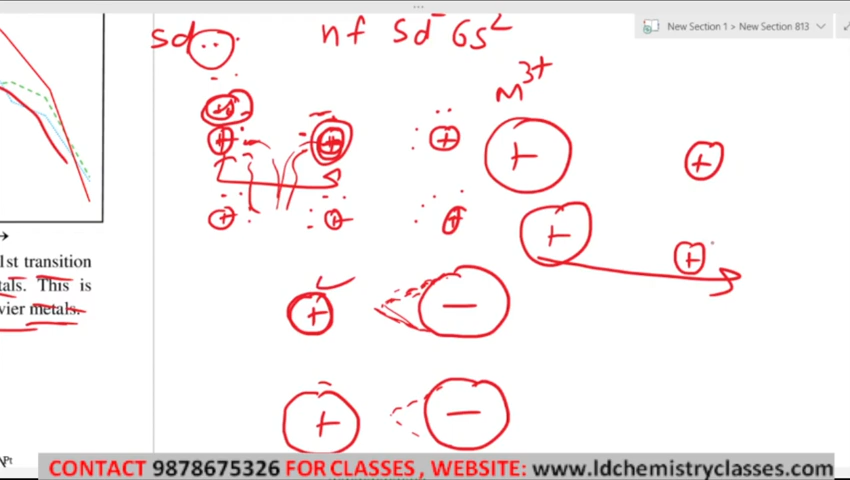 New Section 1 > New Section 813
nf 5d⁻ 6s²
5d
M³⁺
1st transition
tals. This is
vier metals.
Pt
CONTACT 9878675326 FOR CLASSES, WEBSITE: www.ldchemistryclasses.com